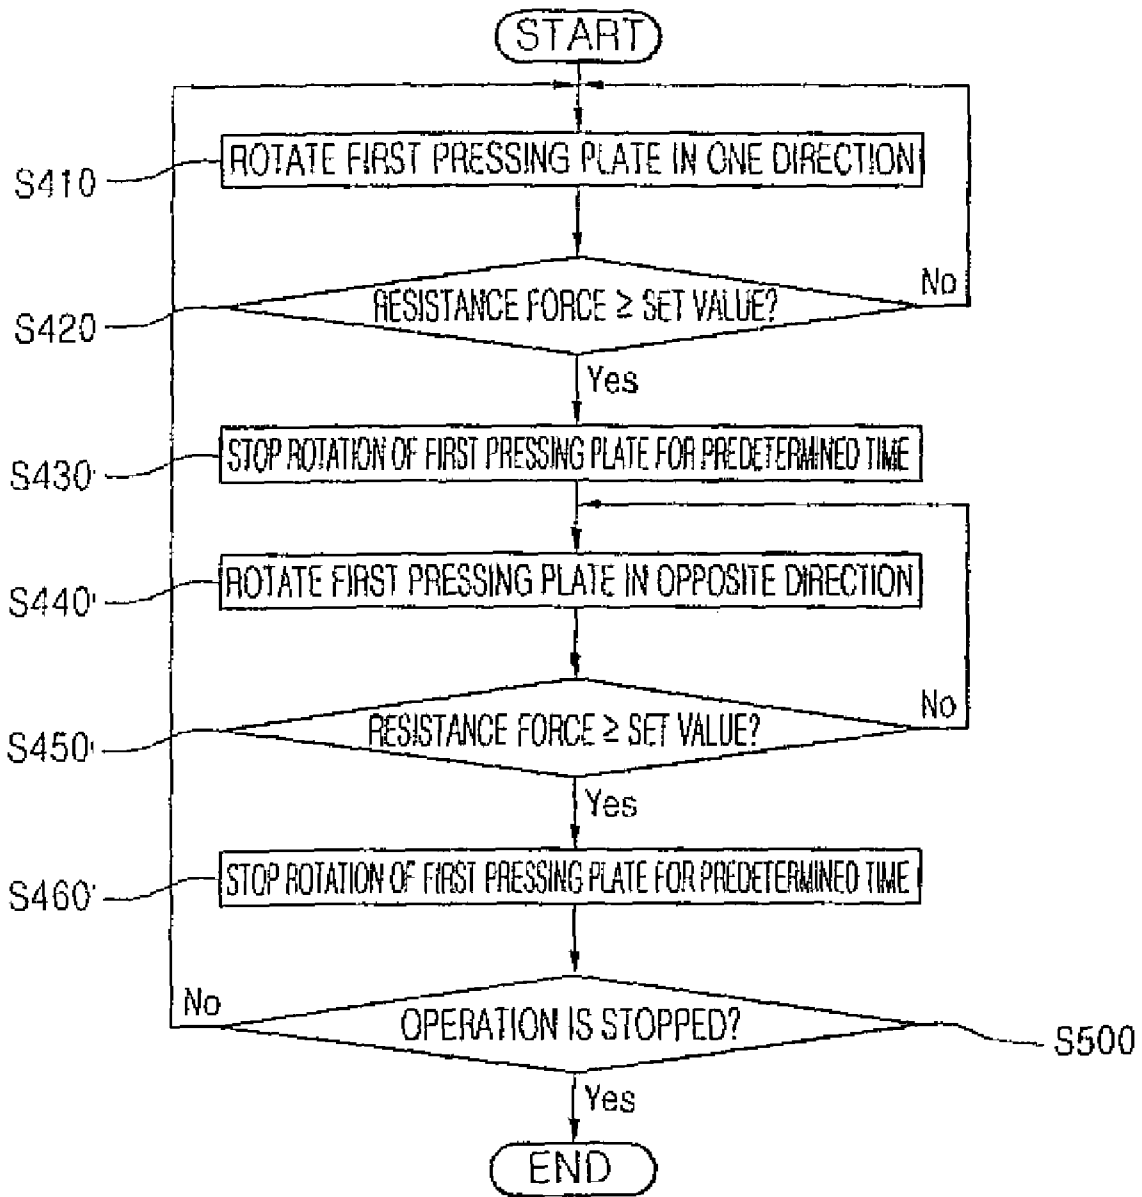 START
S410
ROTATE FIRST PRESSING PLATE IN ONE DIRECTION
S420
RESISTANCE FORCE ≥ SET VALUE?
No
Yes
S430
STOP ROTATION OF FIRST PRESSING PLATE FOR PREDETERMINED TIME
S440
ROTATE FIRST PRESSING PLATE IN OPPOSITE DIRECTION
S450
RESISTANCE FORCE ≥ SET VALUE?
No
Yes
S460
STOP ROTATION OF FIRST PRESSING PLATE FOR PREDETERMINED TIME
No
OPERATION IS STOPPED?
S500
Yes
END